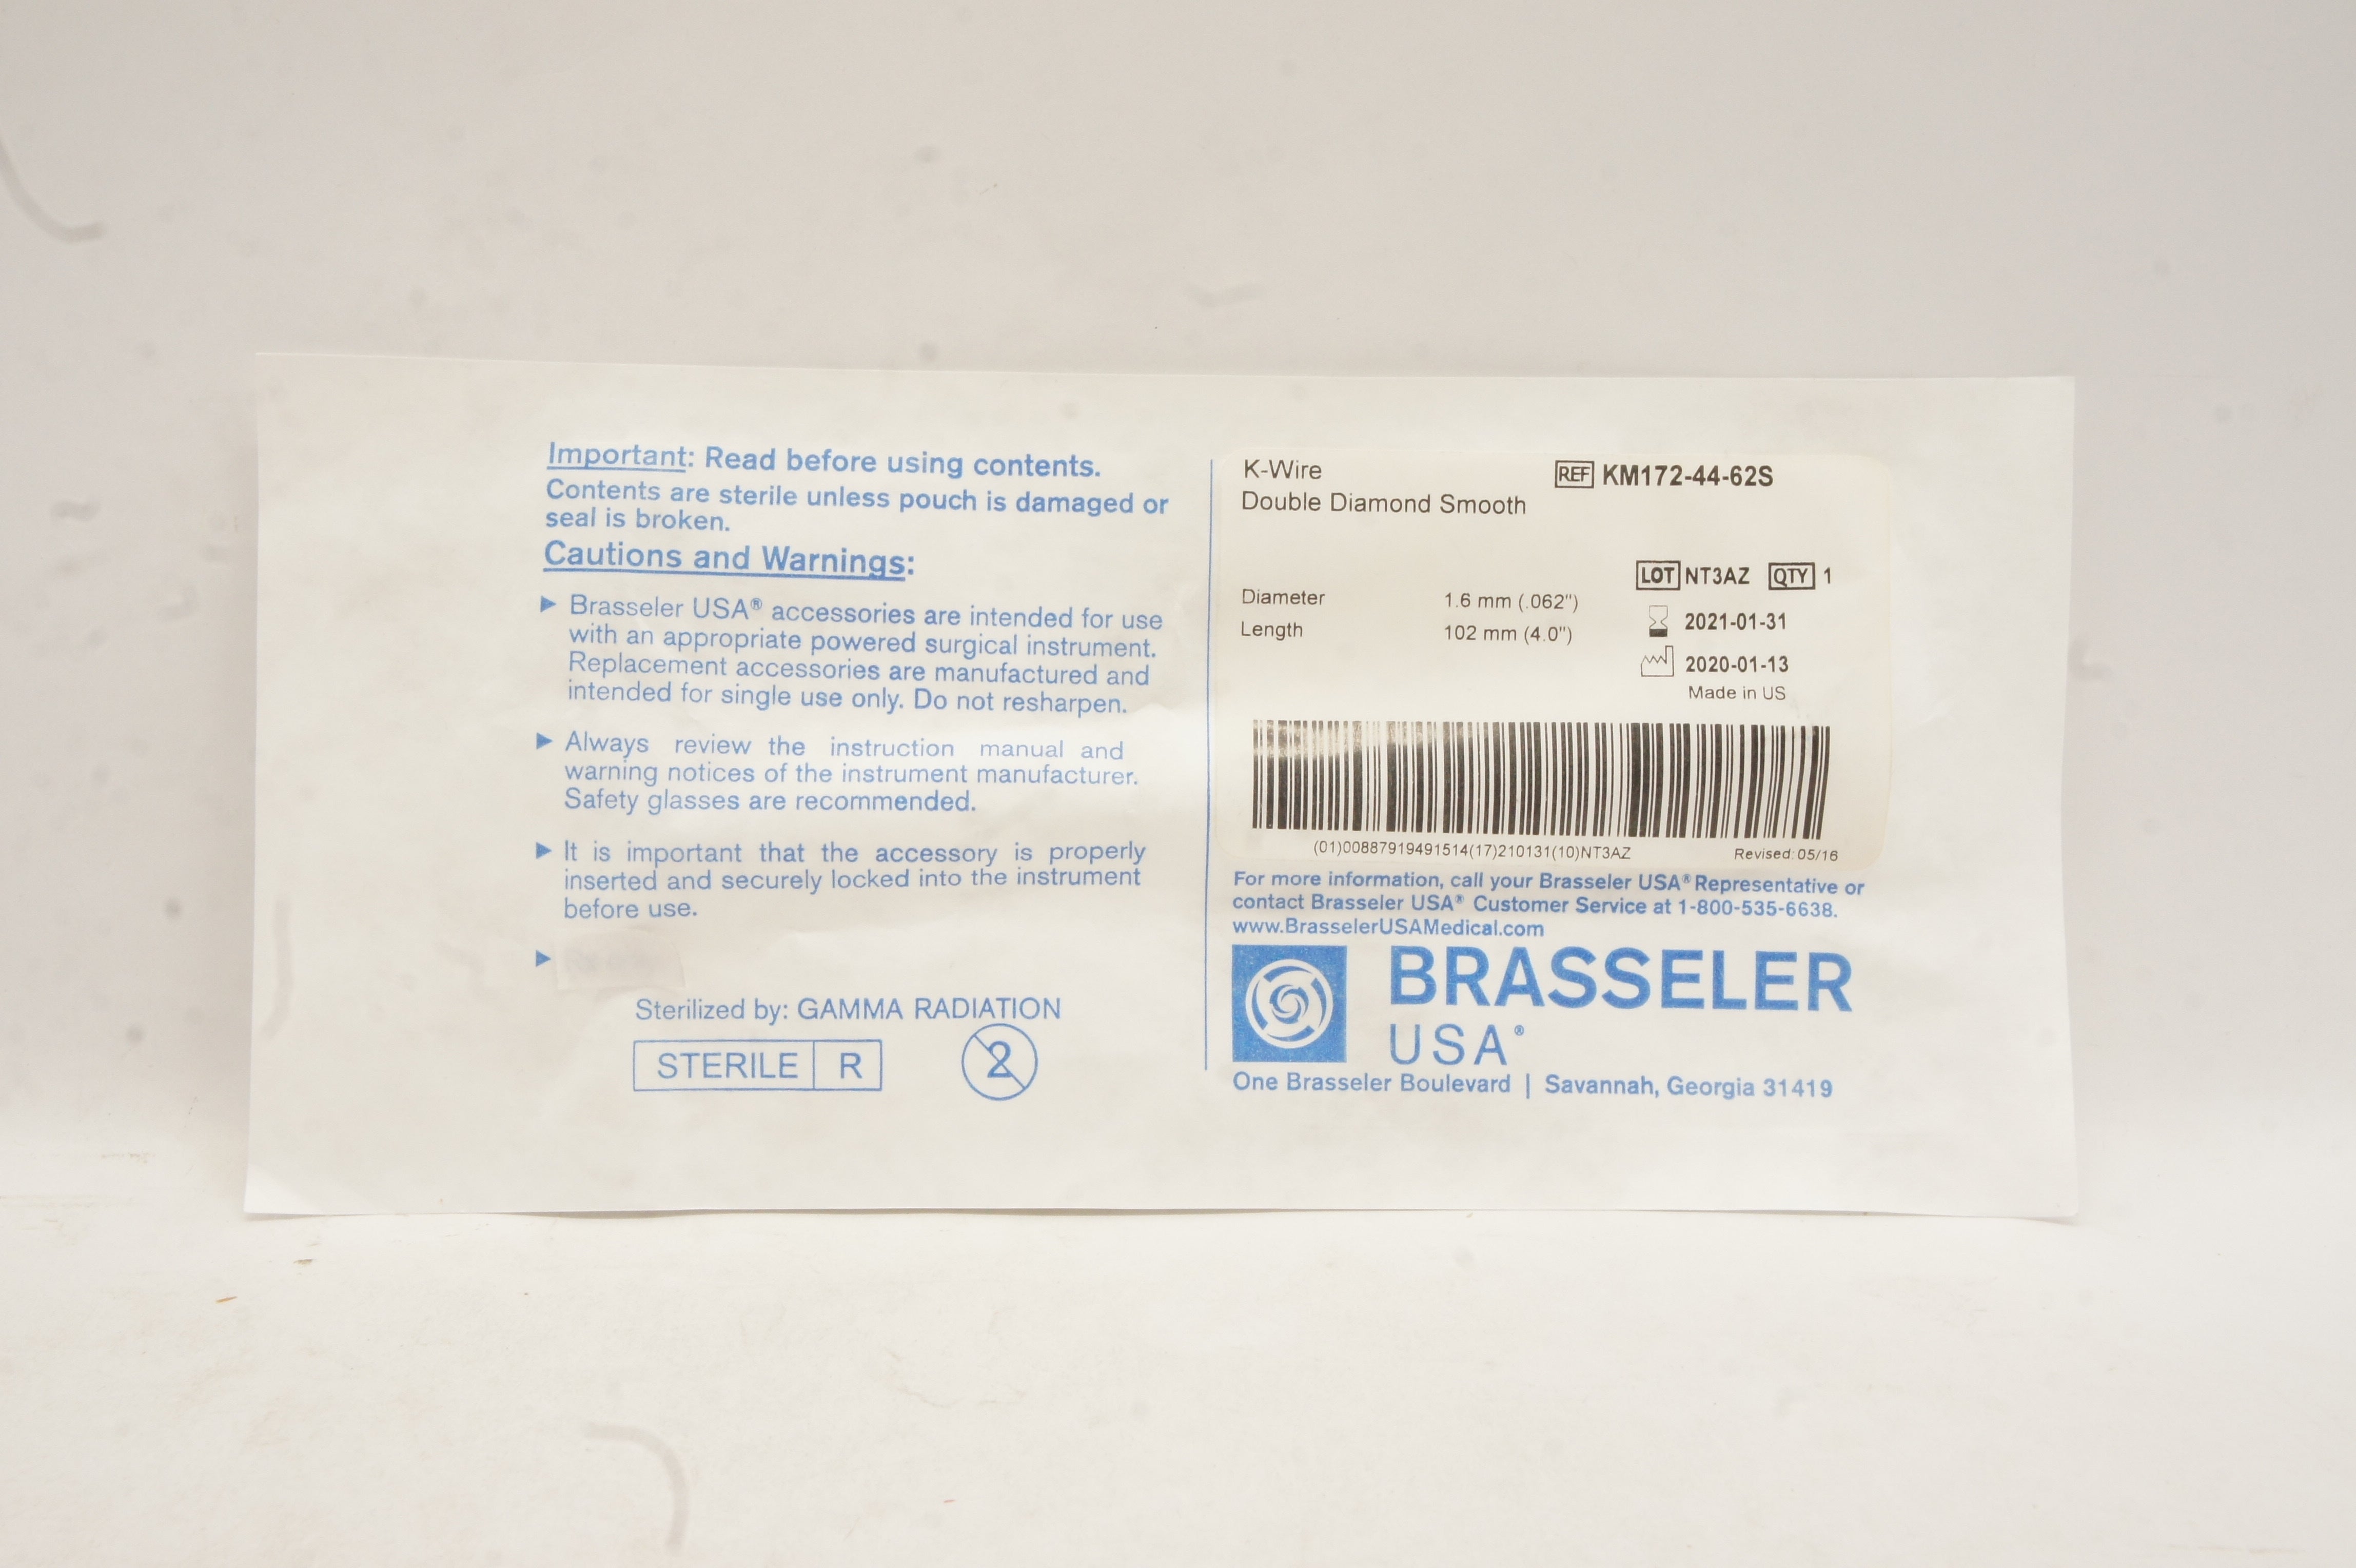 Important: Read before using contents.
Contents are sterile unless pouch is damaged or
seal is broken.
Cautions and Warnings:
► Brasseler USA® accessories are intended for use
with an appropriate powered surgical instrument.
Replacement accessories are manufactured and
intended for single use only. Do not resharpen.
► Always review the instruction manual and
warning notices of the instrument manufacturer.
Safety glasses are recommended.
► It is important that the accessory is properly
inserted and securely locked into the instrument
before use.
►
Sterilized by: GAMMA RADIATION
STERILE R
2
K-Wire
REF KM172-44-62S
Double Diamond Smooth
LOT NT3AZ QTY 1
Diameter 1.6 mm (.062")
2021-01-31
Length 102 mm (4.0")
2020-01-13
Made in US
(01)00887919491514(17)210131(10)NT3AZ
Revised: 05/16
For more information, call your Brasseler USA® Representative or
contact Brasseler USA® Customer Service at 1-800-535-6638.
www.BrasselerUSAMedical.com
BRASSELER
USA®
One Brasseler Boulevard | Savannah, Georgia 31419